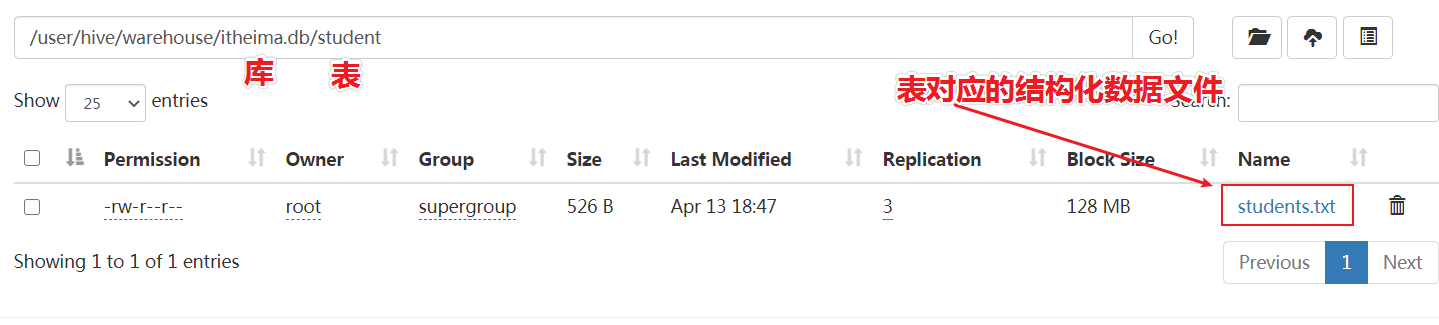 /user/hive/warehouse/itheima.db/student
Go!
库
表
Show 25 entries
表对应的结构化数据文件
Search:
Permission Owner Group Size Last Modified Replication Block Size Name
-rw-r--r-- root supergroup 526 B Apr 13 18:47 3 128 MB students.txt
Showing 1 to 1 of 1 entries
Previous 1 Next